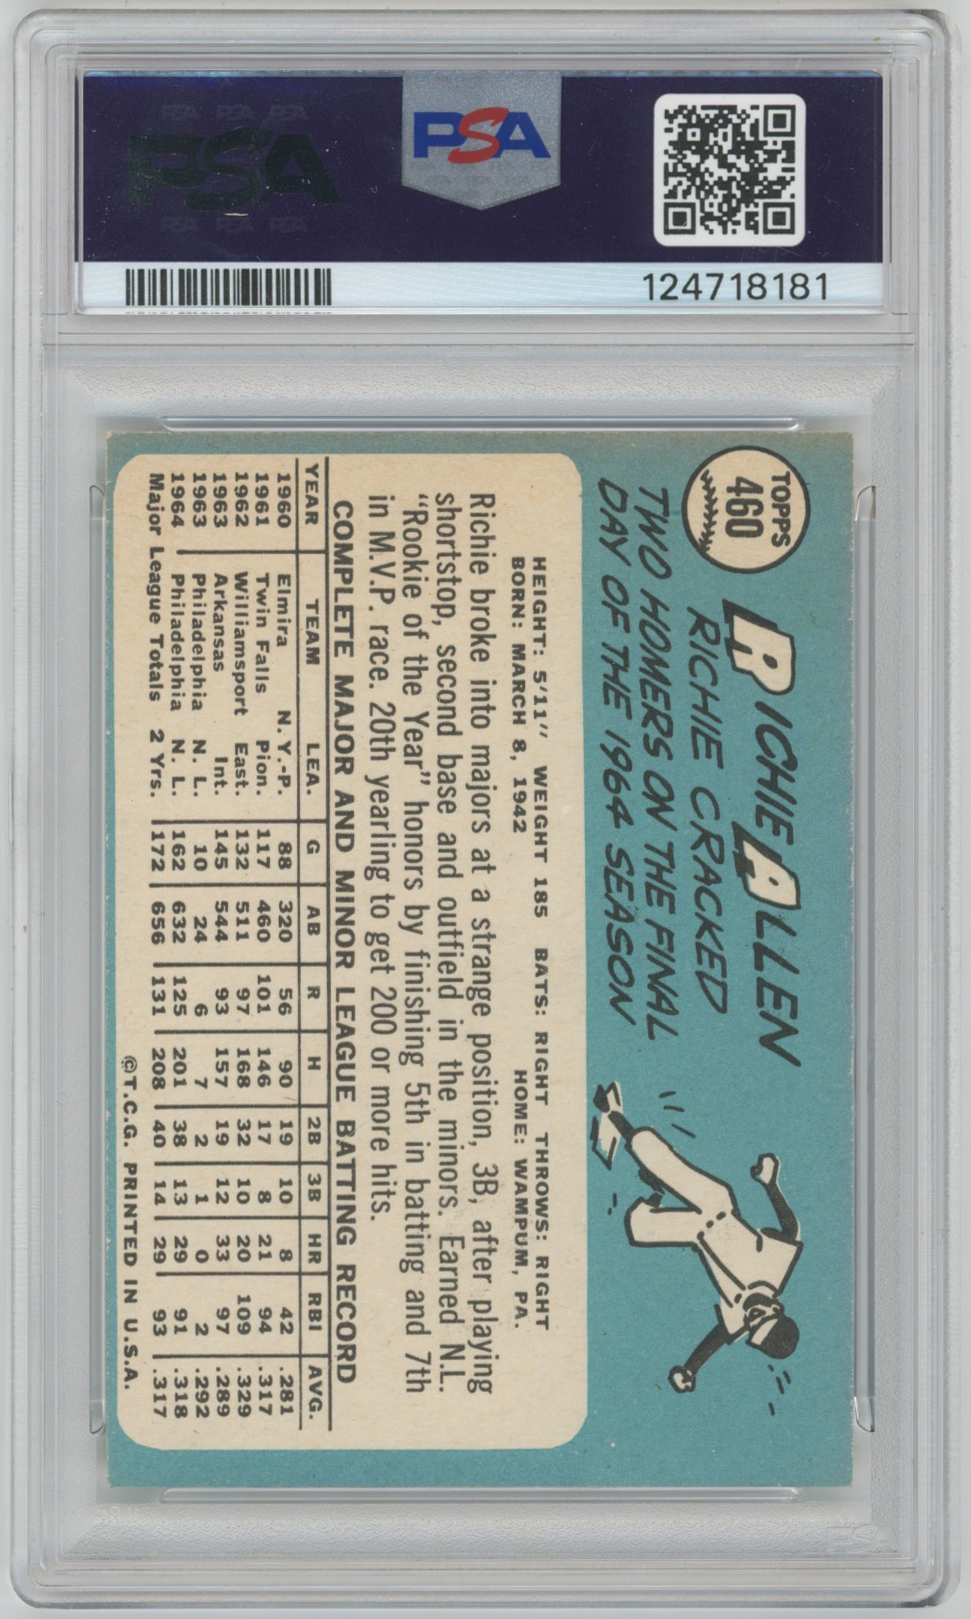 PSA PSA PSA
PSA
PSA PSA PSA
PSA
124718181
TOPPS
460
RICHIE ALLEN
RICHIE CRACKED
TWO HOMERS ON THE FINAL
DAY OF THE 1964 SEASON
HEIGHT: 5'11" WEIGHT 185 BATS: RIGHT THROWS: RIGHT
BORN: MARCH 8, 1942 HOME: WAMPUM, PA.
Richie broke into majors at a strange position, 3B, after playing
shortstop, second base and outfield in the minors. Earned N.L.
"Rookie of the Year" honors by finishing 5th in batting and 7th
in M.V.P. race. 20th yearling to get 200 or more hits.
COMPLETE MAJOR AND MINOR LEAGUE BATTING RECORD
YEAR TEAM LEA. G AB R H 2B 3B HR RBI AVG.
1960 Elmira N.Y.-P. 88 320 56 90 19 10 8 42 .281
1961 Twin Falls Pion. 117 460 101 146 17 8 21 94 .317
1962 Williamsport East. 132 511 97 168 32 10 20 109 .329
1963 Arkansas Int. 145 544 93 157 19 12 33 97 .289
1963 Philadelphia N. L. 10 24 6 7 2 1 0 2 .292
1964 Philadelphia N. L. 162 632 125 201 38 13 29 91 .318
Major League Totals 2 Yrs. 172 656 131 208 40 14 29 93 .317
©T.C.G. PRINTED IN U.S.A.